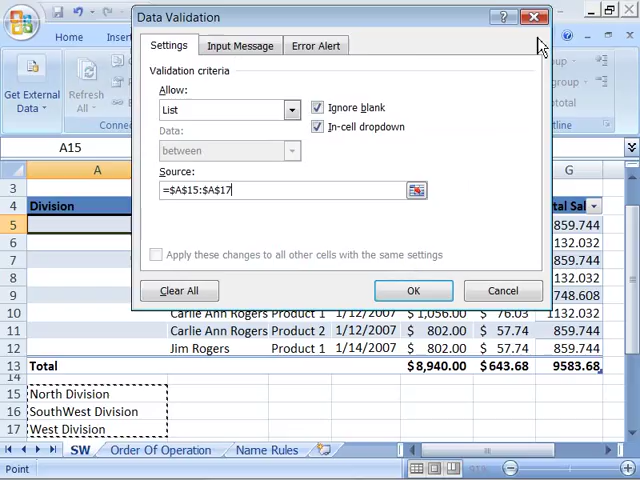 Data Validation
Home
Settings
Input Message
Error Alert
Validation criteria
Allow:
List
Ignore blank
In-cell dropdown
Data:
between
Source:
=$A$15:$A$17
Apply these changes to all other cells with the same settings
Clear All
OK
Cancel
Get External
Data
Refresh
All
A15
A
G
3
4 Division
5 859.744
6 1132.032
7 859.744
8 1132.032
9 748.608
10 Carlie Ann Rogers Product 1 1/12/2007 $ 1,056.00 $ 76.03 1132.032
11 Carlie Ann Rogers Product 2 1/12/2007 $ 802.00 $ 57.74 859.744
12 Jim Rogers Product 1 1/14/2007 $ 802.00 $ 57.74 859.744
13 Total $8,940.00 $643.68 9583.68
14
15 North Division
16 SouthWest Division
17 West Division
SW
Order Of Operation
Name Rules
Point